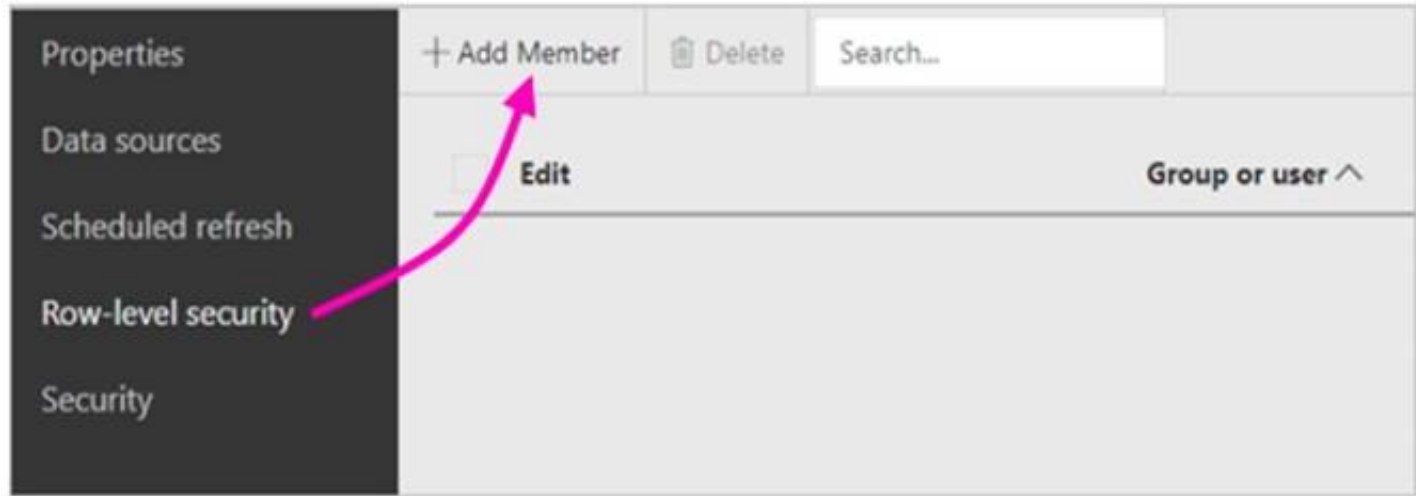 Properties
Data sources
Scheduled refresh
Row-level security
Security
+ Add Member Delete Search...
Edit Group or user